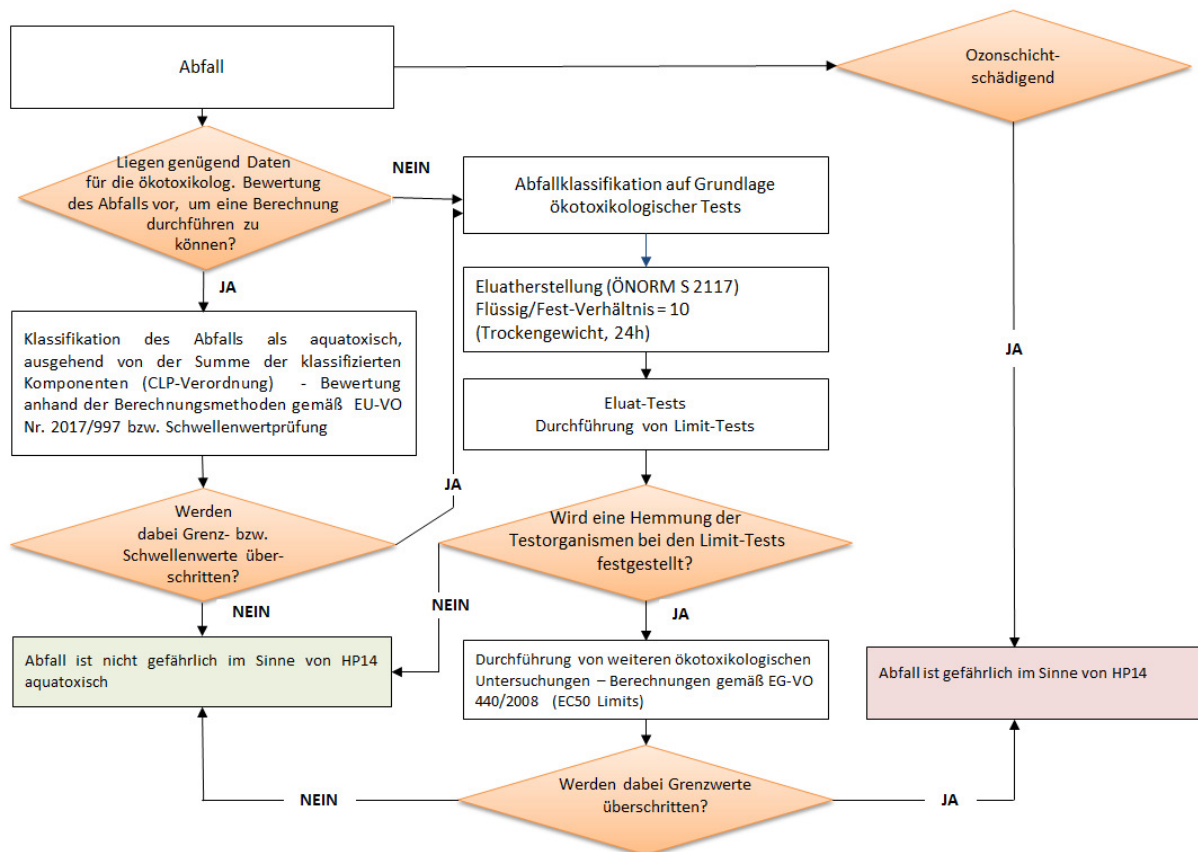 Abfall
Ozonschicht-
schädigend
Liegen genügend Daten
für die ökotoxikolog. Bewertung
des Abfalls vor, um eine Berechnung
durchführen zu
können?
NEIN
Abfallklassifikation auf Grundlage
ökotoxikologischer Tests
JA
Eluatherstellung (ÖNORM S 2117)
Flüssig/Fest-Verhältnis = 10
(Trockengewicht, 24h)
Klassifikation des Abfalls als aquatoxisch,
ausgehend von der Summe der klassifizierten
Komponenten (CLP-Verordnung) - Bewertung
anhand der Berechnungsmethoden gemäß EU-VO
Nr. 2017/997 bzw. Schwellenwertprüfung
Eluat-Tests
Durchführung von Limit-Tests
JA
JA
Werden
dabei Grenz- bzw.
Schwellenwerte über-
schritten?
Wird eine Hemmung der
Testorganismen bei den Limit-Tests
festgestellt?
NEIN
NEIN
JA
Abfall ist nicht gefährlich im Sinne von HP14
aquatoxisch
Durchführung von weiteren ökotoxikologischen
Untersuchungen – Berechnungen gemäß EG-VO
440/2008 (EC50 Limits)
Abfall ist gefährlich im Sinne von HP14
Werden dabei Grenzwerte
überschritten?
NEIN
JA